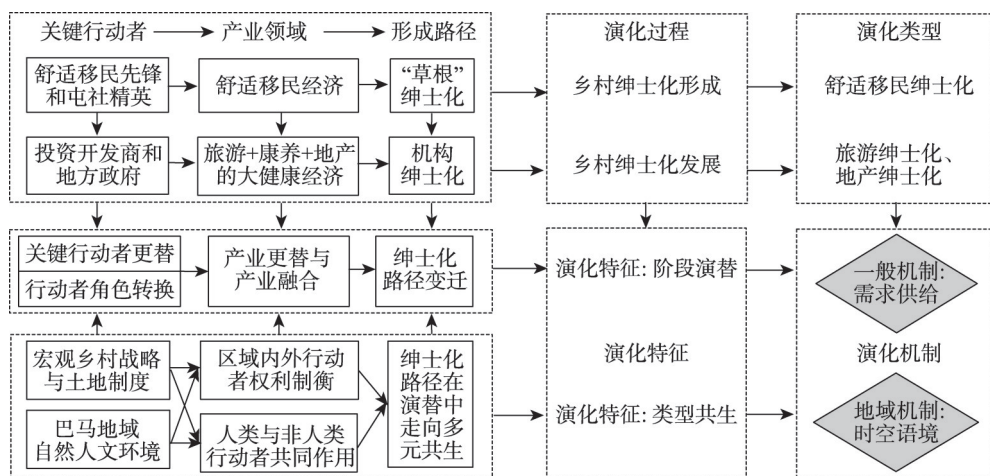 关键行动者 产业领域 形成路径
演化过程
演化类型
舒适移民先锋
和屯社精英
舒适移民经济
“草根”
绅士化
乡村绅士化形成
舒适移民绅士化
投资开发商和
地方政府
旅游+康养+地产
的大健康经济
机构
绅士化
乡村绅士化发展
旅游绅士化、
地产绅士化
关键行动者更替
行动者角色转换
产业更替与
产业融合
绅士化
路径变迁
演化特征: 阶段演替
一般机制:
需求供给
宏观乡村战略
与土地制度
巴马地域
自然人文环境
区域内外行动
者权利制衡
人类与非人类
行动者共同作用
绅士化
路径在
演替中
走向多
元共生
演化特征
演化特征: 类型共生
演化机制
地域机制:
时空语境